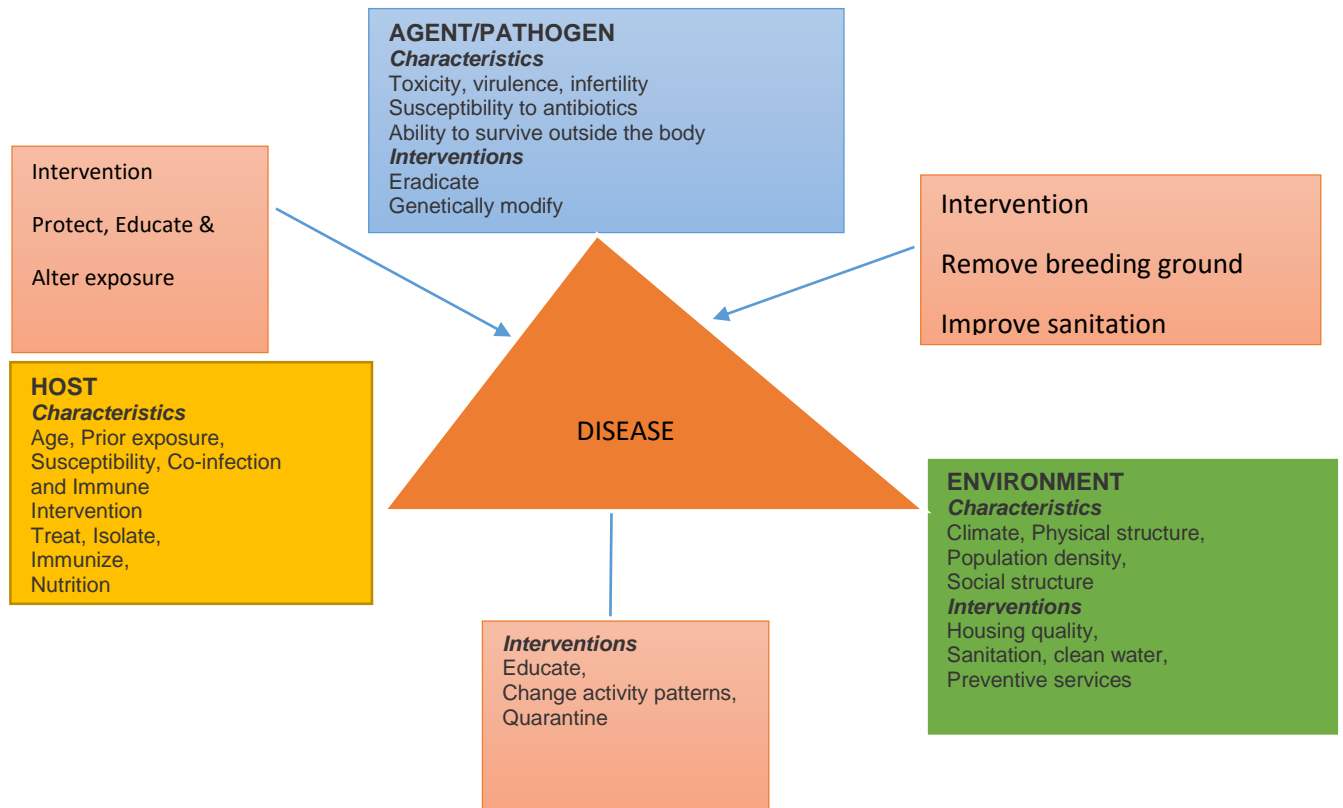 AGENT/PATHOGEN
Characteristics
Toxicity, virulence, infertility
Susceptibility to antibiotics
Ability to survive outside the body
Interventions
Eradicate
Genetically modify
Intervention
Protect, Educate &
Alter exposure
Intervention
Remove breeding ground
Improve sanitation
HOST
Characteristics
Age, Prior exposure,
Susceptibility, Co-infection
and Immune
Intervention
Treat, Isolate,
Immunize,
Nutrition
DISEASE
ENVIRONMENT
Characteristics
Climate, Physical structure,
Population density,
Social structure
Interventions
Housing quality,
Sanitation, clean water,
Preventive services
Interventions
Educate,
Change activity patterns,
Quarantine